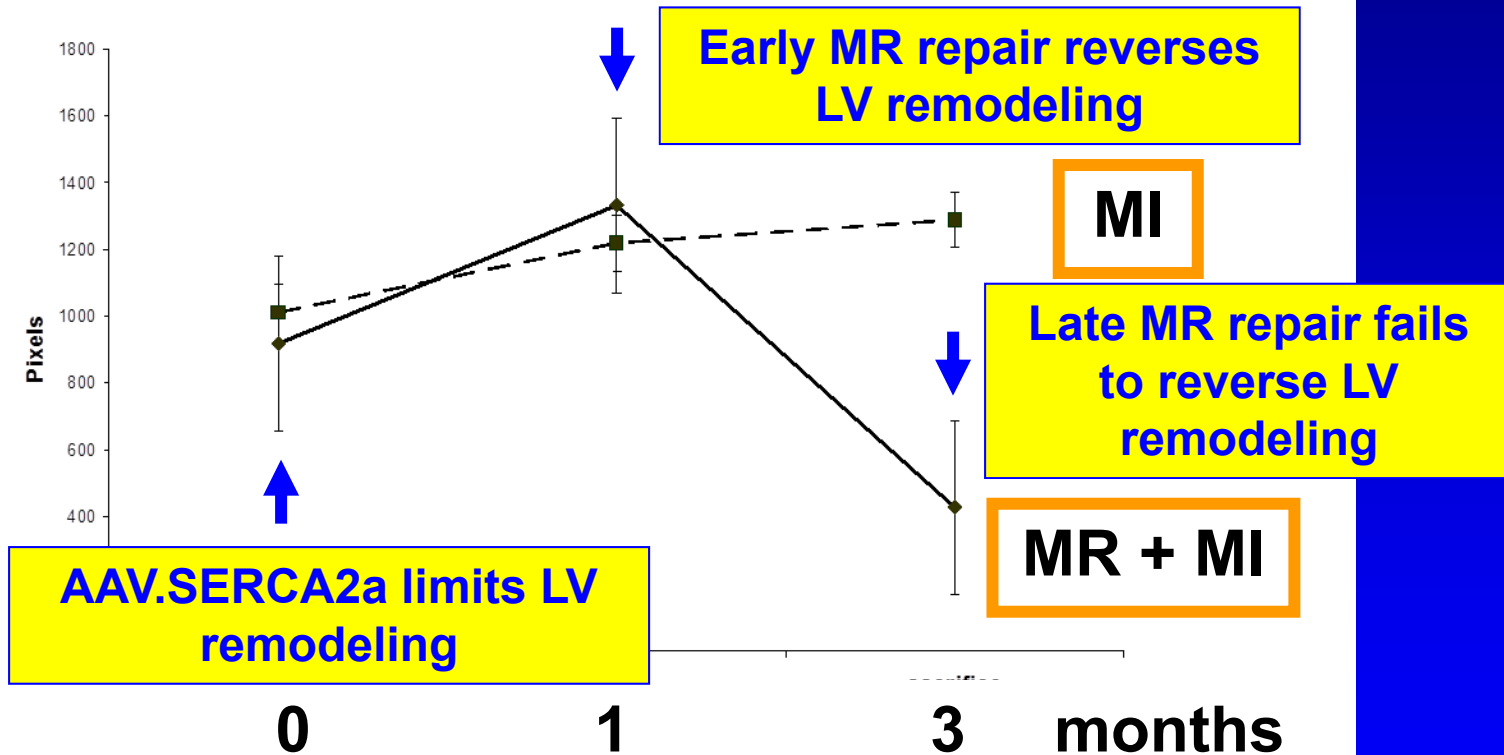 Early MR repair reverses
LV remodeling
1800
1600
1400
1200
1000
800
600
400
Pixels
MI
Late MR repair fails
to reverse LV
remodeling
MR + MI
AAV.SERCA2a limits LV
remodeling
0 1 3 months